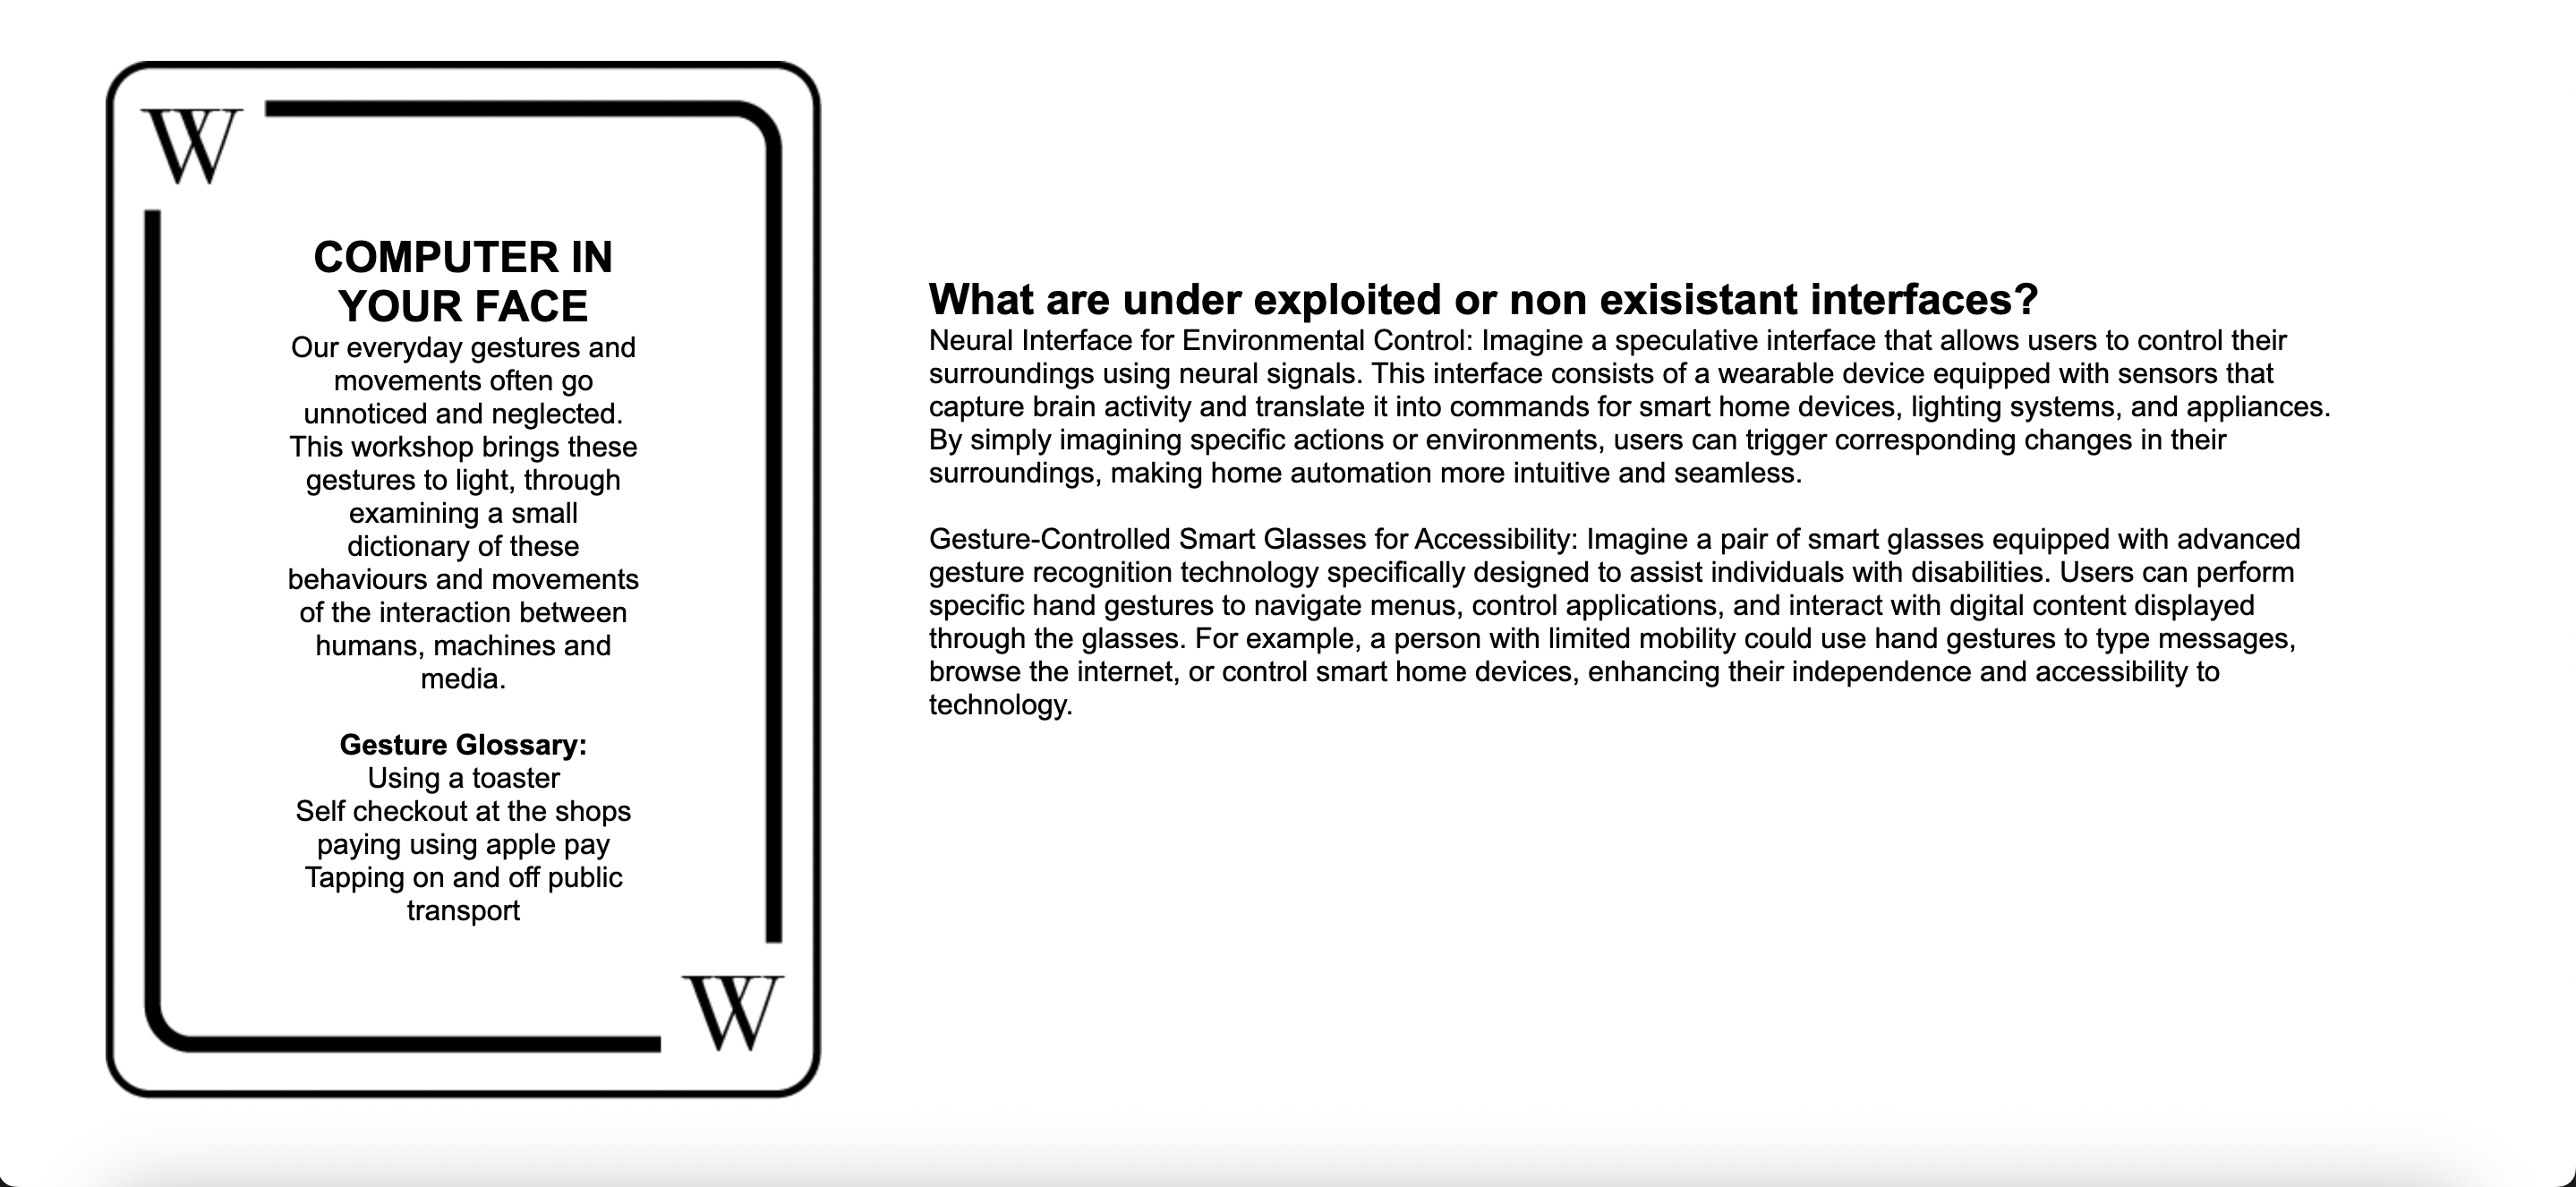 W
COMPUTER IN
YOUR FACE
Our everyday gestures and
movements often go
unnoticed and neglected.
This workshop brings these
gestures to light, through
examining a small
dictionary of these
behaviours and movements
of the interaction between
humans, machines and
media.
Gesture Glossary:
Using a toaster
Self checkout at the shops
paying using apple pay
Tapping on and off public
transport
W
What are under exploited or non exisistant interfaces?
Neural Interface for Environmental Control: Imagine a speculative interface that allows users to control their
surroundings using neural signals. This interface consists of a wearable device equipped with sensors that
capture brain activity and translate it into commands for smart home devices, lighting systems, and appliances.
By simply imagining specific actions or environments, users can trigger corresponding changes in their
surroundings, making home automation more intuitive and seamless.
Gesture-Controlled Smart Glasses for Accessibility: Imagine a pair of smart glasses equipped with advanced
gesture recognition technology specifically designed to assist individuals with disabilities. Users can perform
specific hand gestures to navigate menus, control applications, and interact with digital content displayed
through the glasses. For example, a person with limited mobility could use hand gestures to type messages,
browse the internet, or control smart home devices, enhancing their independence and accessibility to
technology.